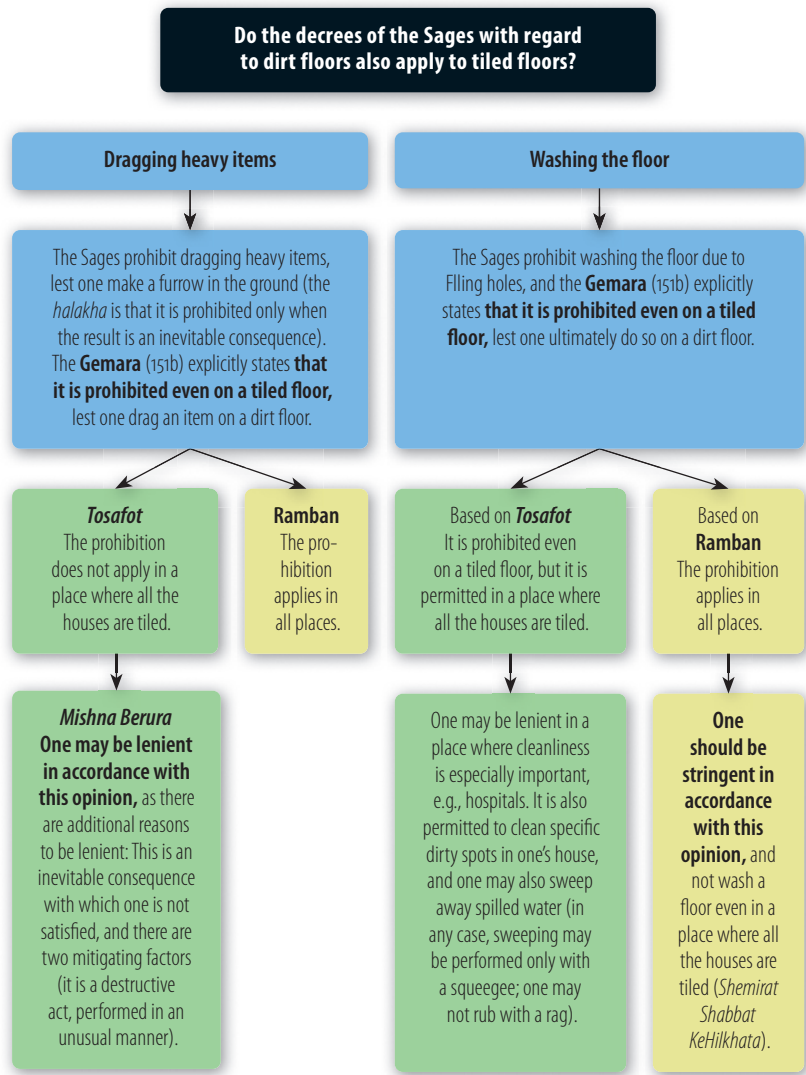 Do the decrees of the Sages with regard
to dirt floors also apply to tiled floors?
Dragging heavy items
The Sages prohibit dragging heavy items,
lest one make a furrow in the ground (the
halakha is that it is prohibited only when
the result is an inevitable consequence).
The Gemara (151b) explicitly states that
it is prohibited even on a tiled floor,
lest one drag an item on a dirt floor.
Tosafot
The prohibition
does not apply in a
place where all the
houses are tiled.
Ramban
The pro-
hibition
applies in
all places.
Mishna Berura
One may be lenient
in accordance with
this opinion, as there
are additional reasons
to be lenient: This is an
inevitable consequence
with which one is not
satisfied, and there are
two mitigating factors
(it is a destructive
act, performed in an
unusual manner).
Washing the floor
The Sages prohibit washing the floor due to
FIlling holes, and the Gemara (151b) explicitly
states that it is prohibited even on a tiled
floor, lest one ultimately do so on a dirt floor.
Based on Tosafot
It is prohibited even
on a tiled floor, but it is
permitted in a place where
all the houses are tiled.
Based on
Ramban
The prohibition
applies in
all places.
One may be lenient in a
place where cleanliness
is especially important,
e.g., hospitals. It is also
permitted to clean specific
dirty spots in one's house,
and one may also sweep
away spilled water (in
any case, sweeping may
be performed only with
a squeegee; one may
not rub with a rag).
One
should be
stringent in
accordance
with this
opinion, and
not wash a
floor even in a
place where all
the houses are
tiled (Shemirat
Shabbat
KeHilkhata).